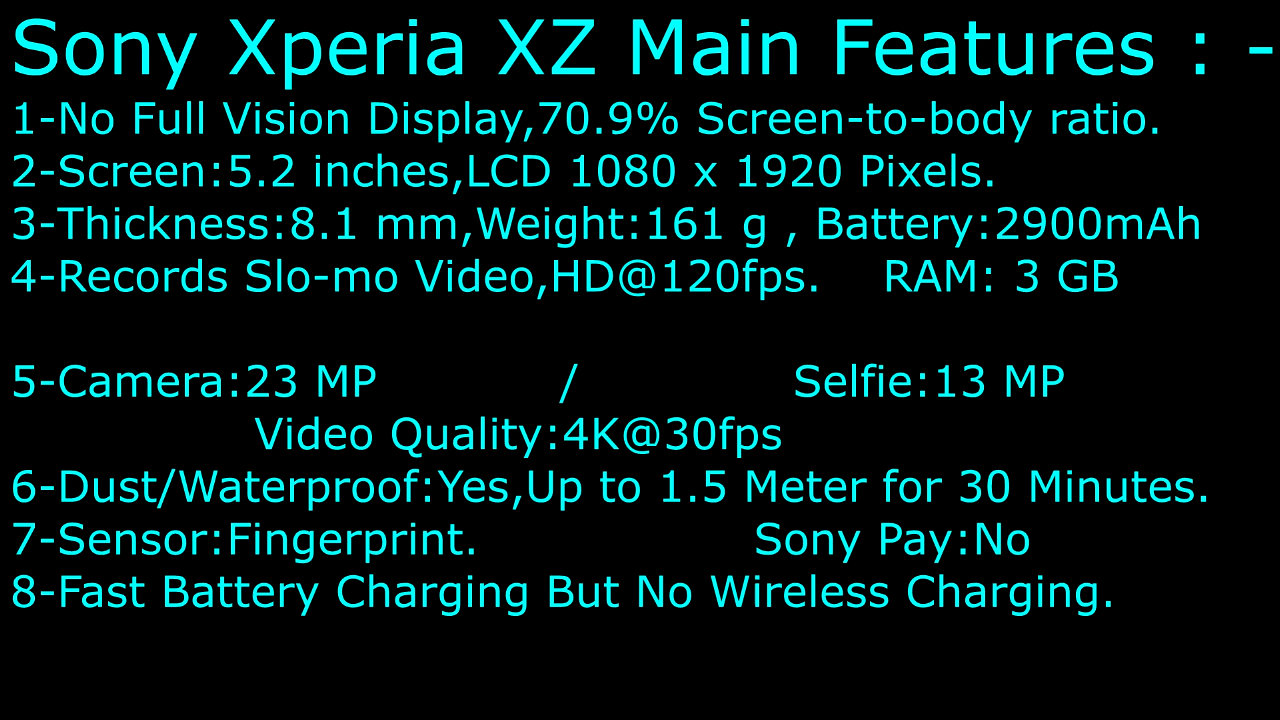 Sony Xperia XZ Main Features : -
1-No Full Vision Display,70.9% Screen-to-body ratio.
2-Screen:5.2 inches,LCD 1080 x 1920 Pixels.
3-Thickness:8.1 mm,Weight:161 g , Battery:2900mAh
4-Records Slo-mo Video,HD@120fps. RAM: 3 GB
5-Camera:23 MP / Selfie:13 MP
Video Quality:4K@30fps
6-Dust/Waterproof:Yes,Up to 1.5 Meter for 30 Minutes.
7-Sensor:Fingerprint. Sony Pay:No
8-Fast Battery Charging But No Wireless Charging.